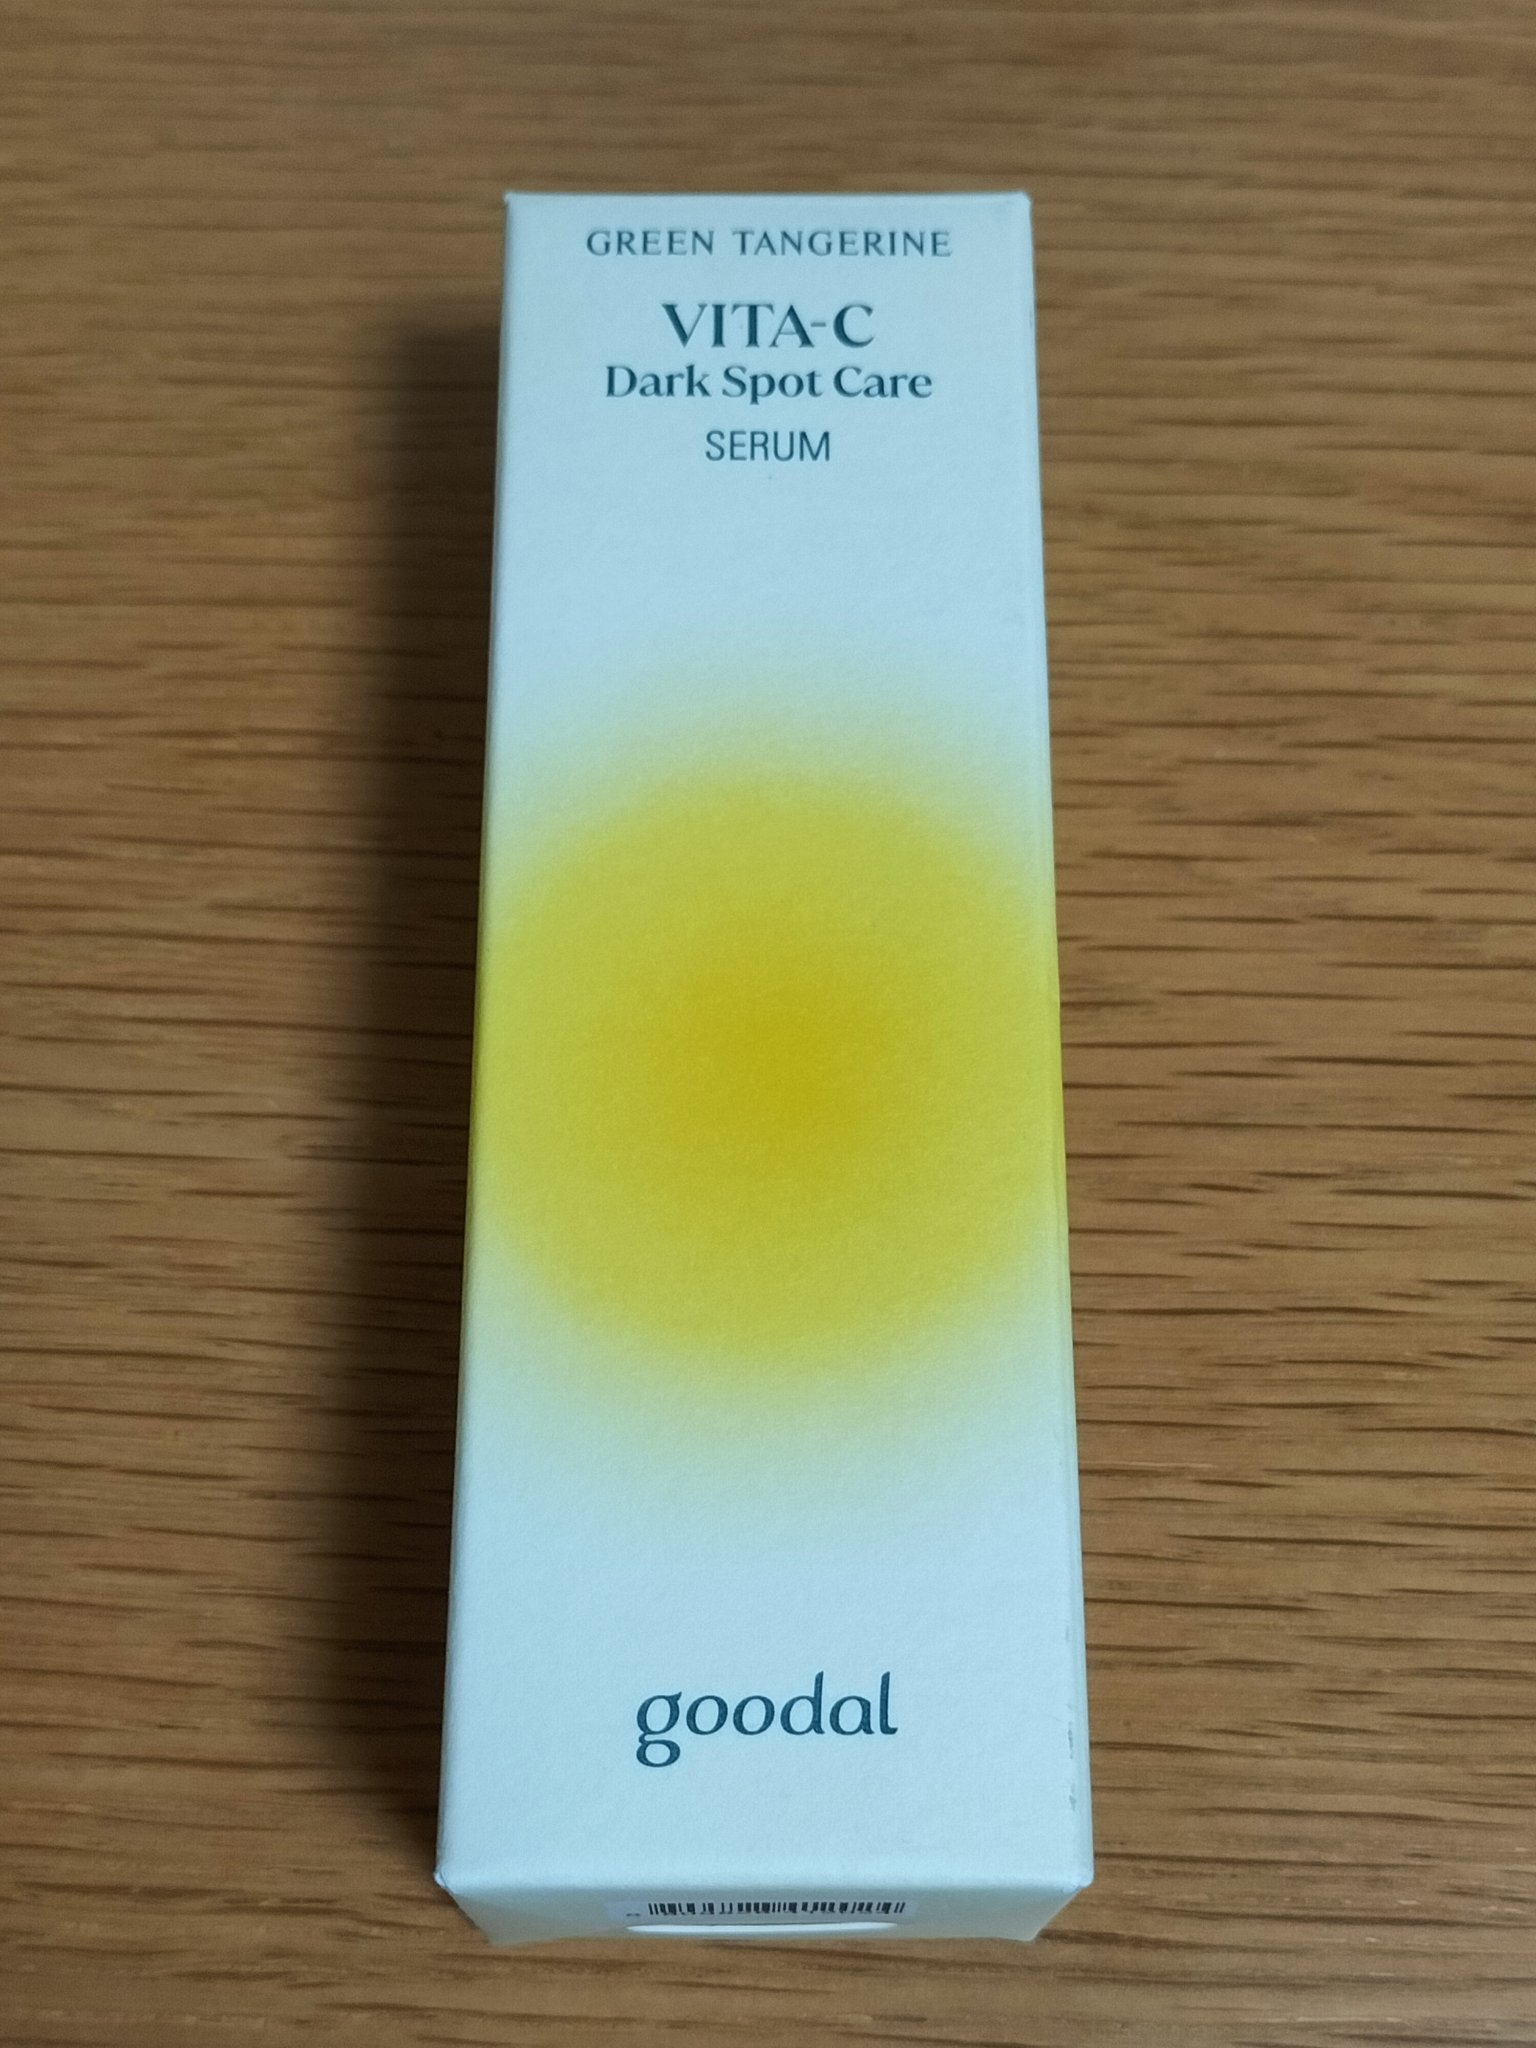 GREEN TANGERINE
VITA-C
Dark Spot Care
SERUM
goodal